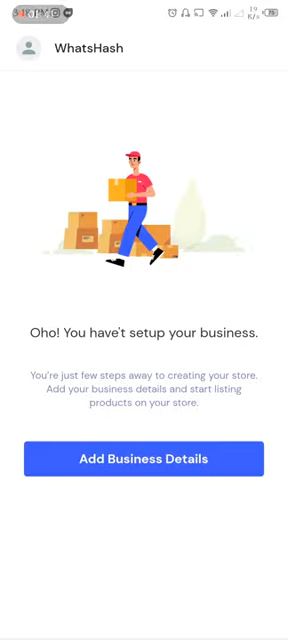 WhatsHash
Oho! You have't setup your business.
You're just few steps away to creating your store.
Add your business details and start listing
products on your store.
Add Business Details